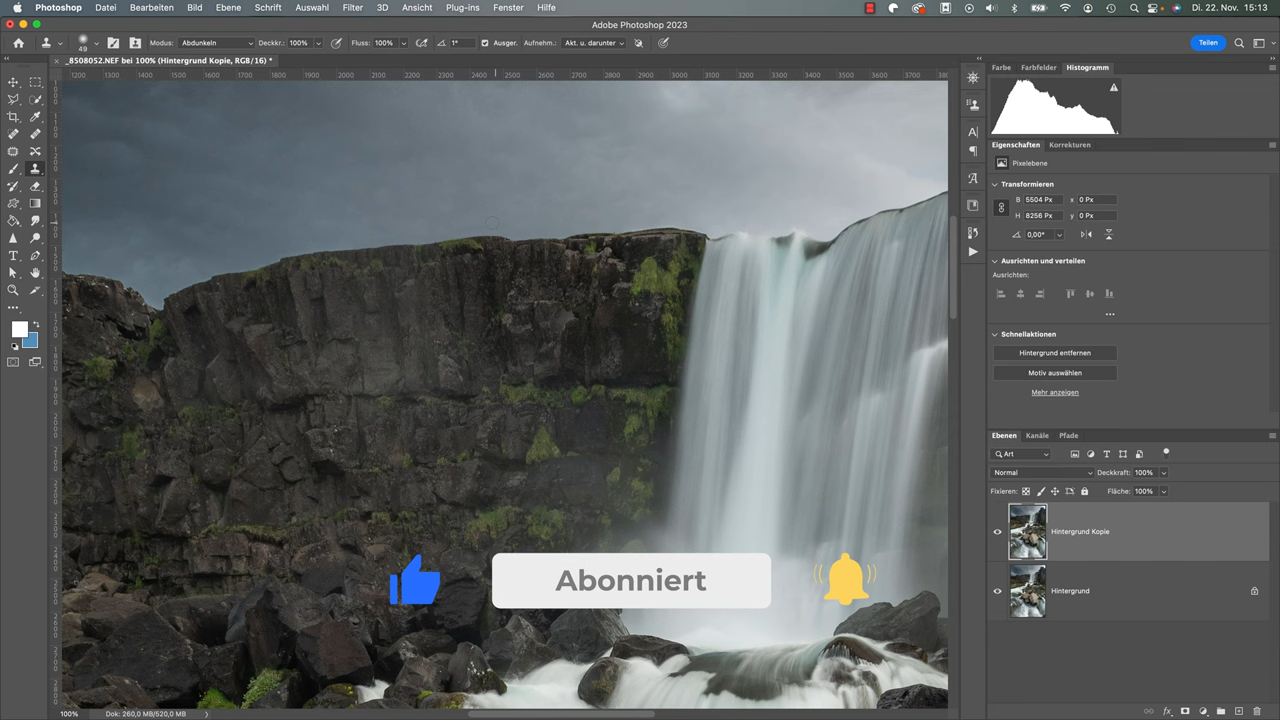 Photoshop Datei Bearbeiten Bild Ebene Schrift Auswahl Filter 3D Ansicht Plug-ins Fenster Hilfe Di. 22. Nov. 15:13
Adobe Photoshop 2023
49 Modus: Abdunkeln Deckkr.: 100% Fluss: 100% 1° Ausger. Aufnehm.: Akt. u. darunter Teilen
_8508052.NEF bei 100% (Hintergrund Kopie, RGB/16) *
1200 1300 1400 1500 1600 1700 1800 1900 2000 2100 2200 2300 2400 2500 2600 2700 2800 2900 3000 3100 3200 3300 3400 3500 3600 3700
Farbe Farbfelder Histogramm
Eigenschaften Korrekturen
Pixelebene
Transformieren
B 5504 Px x 0 Px
H 8256 Px y 0 Px
0,00°
Ausrichten und verteilen
Ausrichten:
Schnellaktionen
Hintergrund entfernen
Motiv auswählen
Mehr anzeigen
Ebenen Kanäle Pfade
Art
Normal Deckkraft: 100%
Fixieren: Fläche: 100%
Hintergrund Kopie
Hintergrund
Abonniert
100% Dok: 260,0 MB/520,0 MB